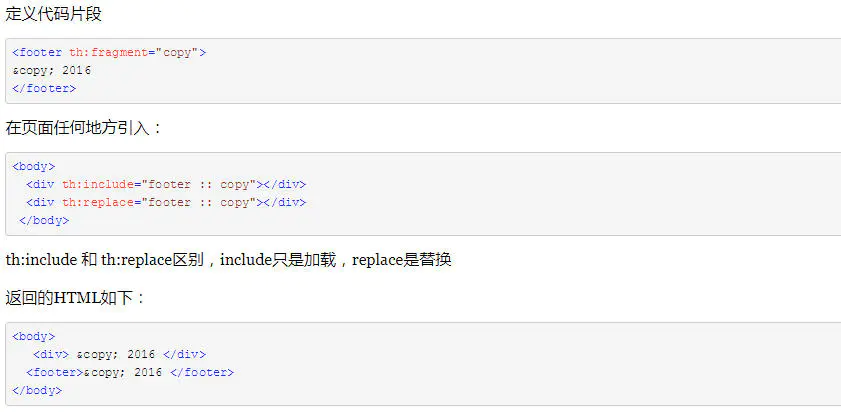 定义代码片段
<footer th:fragment="copy">
&copy; 2016
</footer>
在页面任何地方引入：
<body>
<div th:include="footer :: copy"></div>
<div th:replace="footer :: copy"></div>
</body>
th:include 和 th:replace区别，include只是加载，replace是替换
返回的HTML如下：
<body>
<div> &copy; 2016 </div>
<footer>&copy; 2016 </footer>
</body>